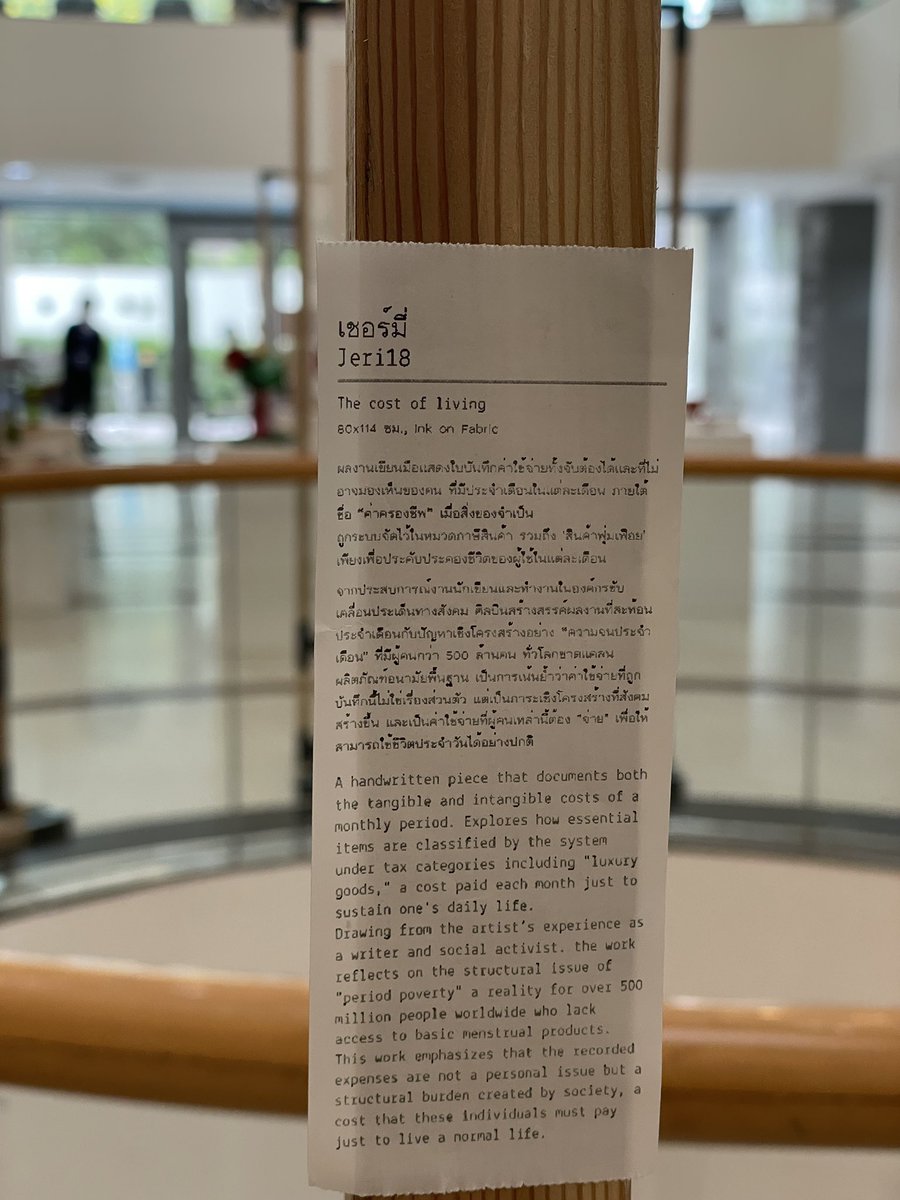 เชอร์มี่
Jeri18
The cost of living
80x114 ซม., Ink on Fabric
ผลงานเขียนมือแสดงใบบันทึกค่าใช้จ่ายทั้งจับต้องได้และที่ไม่
อาจมองเห็นของคน ที่มีประจำเดือนในแต่ละเดือน ภายใต้
ชื่อ “ค่าครองชีพ” เมื่อสิ่งของจำเป็น
ถูกระบบจัดไว้ในหมวดภาษีสินค้า รวมถึง 'สินค้าฟุ่มเฟือย'
เพียงเพื่อประคับประคองชีวิตของผู้ใช้ในแต่ละเดือน
จากประสบการณ์งานนักเขียนและทำงานในองค์กรขับ
เคลื่อนประเด็นทางสังคม ศิลปินสร้างสรรค์ผลงานที่สะท้อน
ประจำเดือนกับปัญหาเชิงโครงสร้างอย่าง “ความจนประจำ
เดือน” ที่มีผู้คนกว่า 500 ล้านคน ทั่วโลกขาดแคลน
ผลิตภัณฑ์อนามัยพื้นฐาน เป็นการเน้นย้ำว่าค่าใช้จ่ายที่ถูก
บันทึกนี้ไม่ใช่เรื่องส่วนตัว แต่เป็นภาระเชิงโครงสร้างที่สังคม
สร้างขึ้น และเป็นค่าใช้จ่ายที่ผู้คนเหล่านี้ต้อง “จ่าย” เพื่อให้
สามารถใช้ชีวิตประจำวันได้อย่างปกติ
A handwritten piece that documents both
the tangible and intangible costs of a
monthly period. Explores how essential
items are classified by the system
under tax categories including "luxury
goods," a cost paid each month just to
sustain one's daily life.
Drawing from the artist's experience as
a writer and social activist. the work
reflects on the structural issue of
"period poverty" a reality for over 500
million people worldwide who lack
access to basic menstrual products.
This work emphasizes that the recorded
expenses are not a personal issue but a
structural burden created by society, a
cost that these individuals must pay
just to live a normal life.